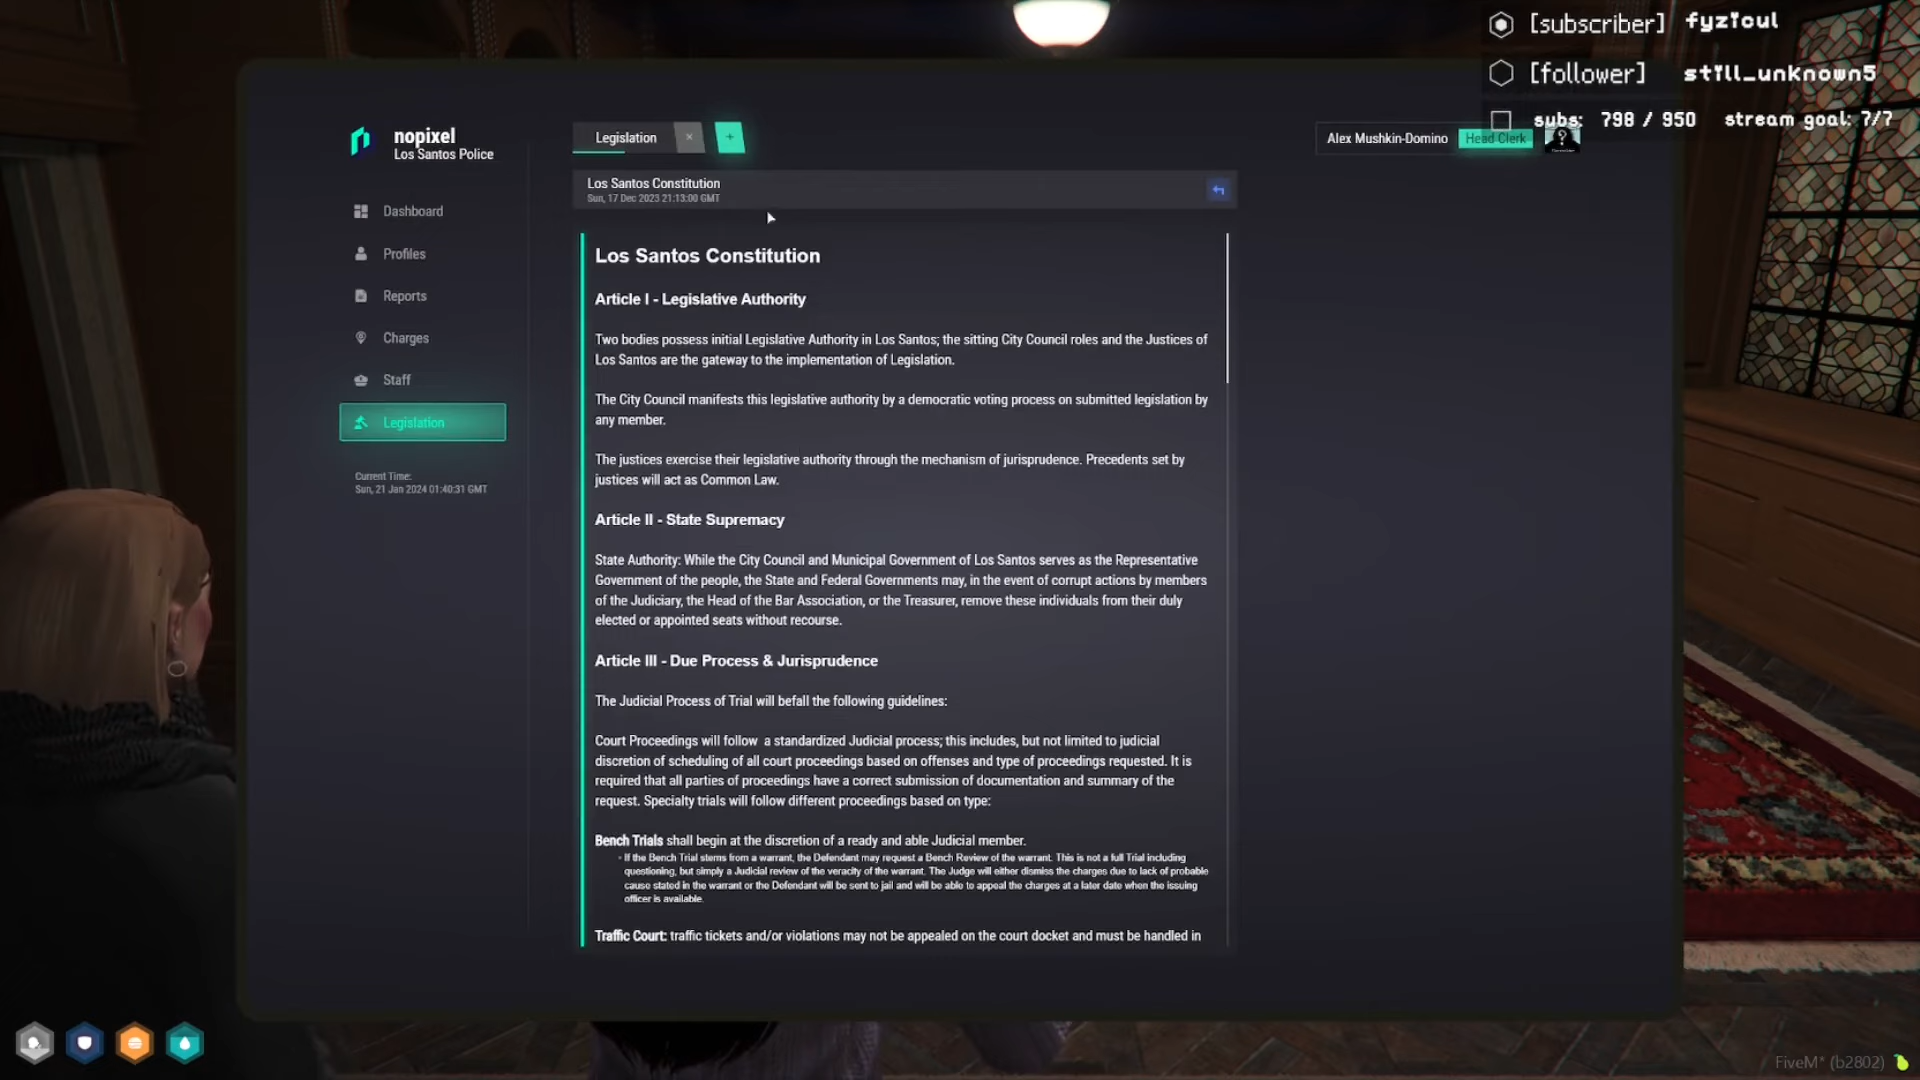 [subscriber] fyzicul
[follower] still_unknown5
subs: 798 / 950 stream goal: 7/7
nopixel
Los Santos Police
Legislation
×
+
Alex Mushkin-Domino
Head Clerk
?
Dashboard
Profiles
Reports
Charges
Staff
Legislation
Current Time:
Sun, 21 Jan 2024 01:40:31 GMT
Los Santos Constitution
Sun, 17 Dec 2023 21:13:00 GMT
Los Santos Constitution
Article I - Legislative Authority
Two bodies possess initial Legislative Authority in Los Santos; the sitting City Council roles and the Justices of
Los Santos are the gateway to the implementation of Legislation.
The City Council manifests this legislative authority by a democratic voting process on submitted legislation by
any member.
The justices exercise their legislative authority through the mechanism of jurisprudence. Precedents set by
justices will act as Common Law.
Article II - State Supremacy
State Authority: While the City Council and Municipal Government of Los Santos serves as the Representative
Government of the people, the State and Federal Governments may, in the event of corrupt actions by members
of the Judiciary, the Head of the Bar Association, or the Treasurer, remove these individuals from their duly
elected or appointed seats without recourse.
Article III - Due Process & Jurisprudence
The Judicial Process of Trial will befall the following guidelines:
Court Proceedings will follow a standardized Judicial process; this includes, but not limited to judicial
discretion of scheduling of all court proceedings based on offenses and type of proceedings requested. It is
required that all parties of proceedings have a correct submission of documentation and summary of the
request. Specialty trials will follow different proceedings based on type:
Bench Trials shall begin at the discretion of a ready and able Judicial member.
◦ If the Bench Trial stems from a warrant, the Defendant may request a Bench Review of the warrant. This is not a full Trial including
questioning, but simply a Judicial review of the veracity of the warrant. The Judge will either dismiss the charges due to lack of probable
cause stated in the warrant or the Defendant will be sent to jail and will be able to appeal the charges at a later date when the issuing
officer is available.
Traffic Court: traffic tickets and/or violations may not be appealed on the court docket and must be handled in
FiveM* (b2802)